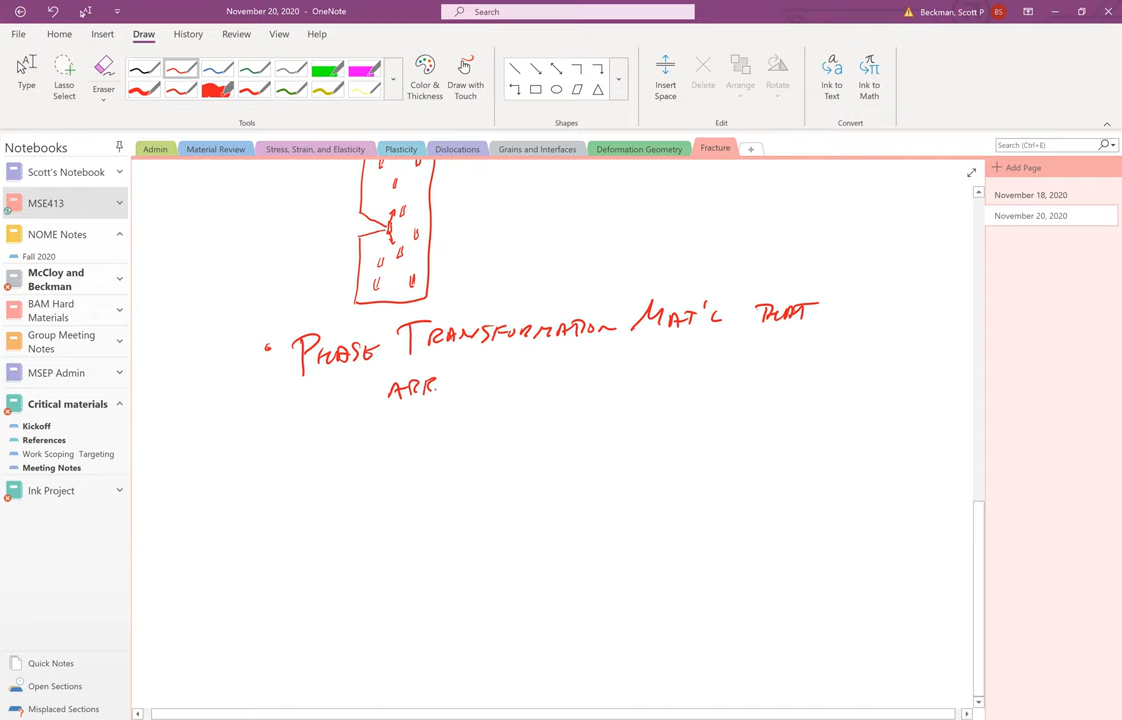 November 20, 2020 - OneNote
Search
Beckman, Scott P
BS
File Home Insert Draw History Review View Help
Type
Lasso Select
Eraser
Color & Thickness
Draw with Touch
Insert Space
Delete
Arrange
Rotate
Ink to Text
Ink to Math
Tools
Shapes
Edit
Convert
Notebooks
Admin Material Review Stress, Strain, and Elasticity Plasticity Dislocations Grains and Interfaces Deformation Geometry Fracture
Search (Ctrl+E)
Scott's Notebook
MSE413
NOME Notes
Fall 2020
McCloy and Beckman
BAM Hard Materials
Group Meeting Notes
MSEP Admin
Critical materials
Kickoff
References
Work Scoping Targeting
Meeting Notes
Ink Project
Quick Notes
Open Sections
Misplaced Sections
• PHASE TRANSFORMATION MAT'L THAT
ARR
Add Page
November 18, 2020
November 20, 2020